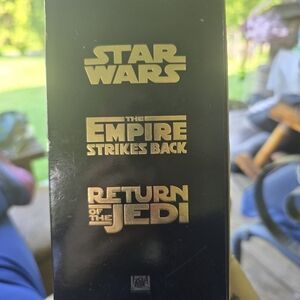 STAR
WARS
THE
EMPIRE
STRIKES BACK
RETURN
OF THE JEDI